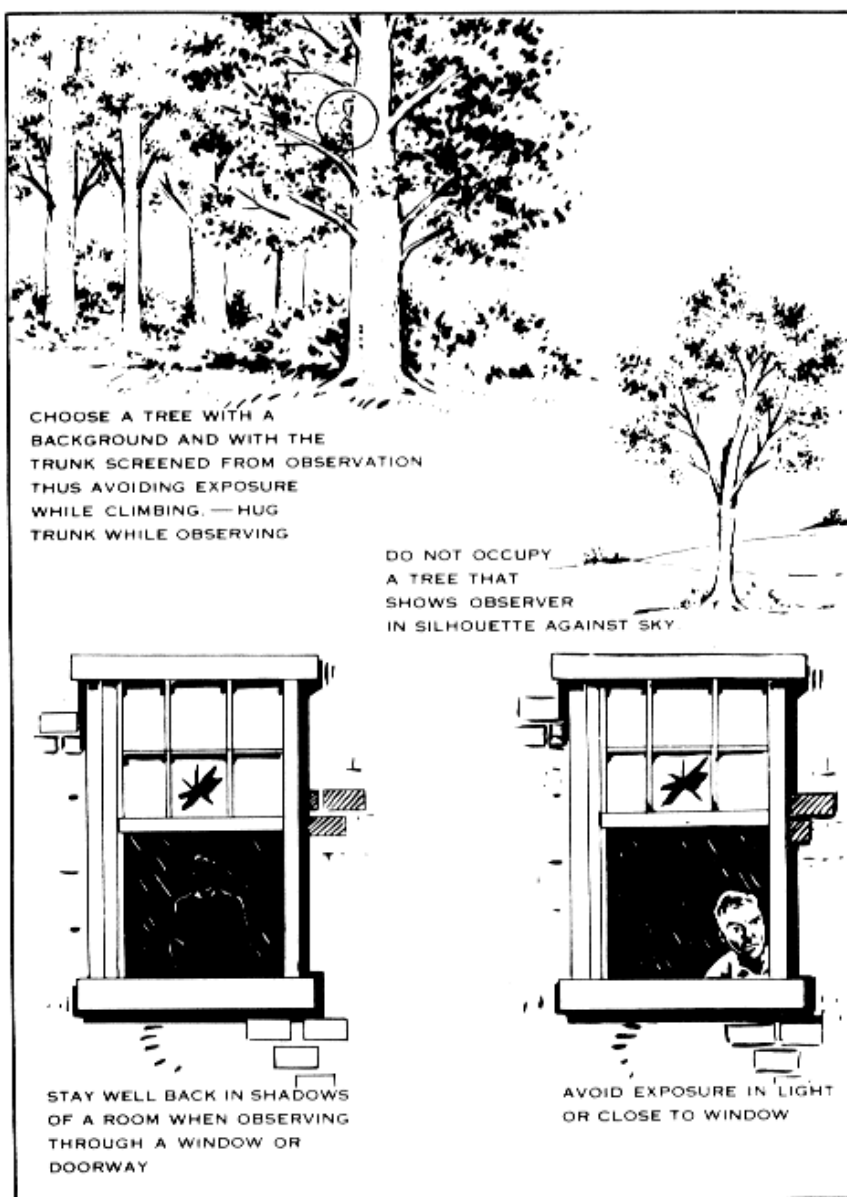 CHOOSE A TREE WITH A
BACKGROUND AND WITH THE
TRUNK SCREENED FROM OBSERVATION
THUS AVOIDING EXPOSURE
WHILE CLIMBING. — HUG
TRUNK WHILE OBSERVING
DO NOT OCCUPY
A TREE THAT
SHOWS OBSERVER
IN SILHOUETTE AGAINST SKY.
STAY WELL BACK IN SHADOWS
OF A ROOM WHEN OBSERVING
THROUGH A WINDOW OR
DOORWAY
AVOID EXPOSURE IN LIGHT
OR CLOSE TO WINDOW